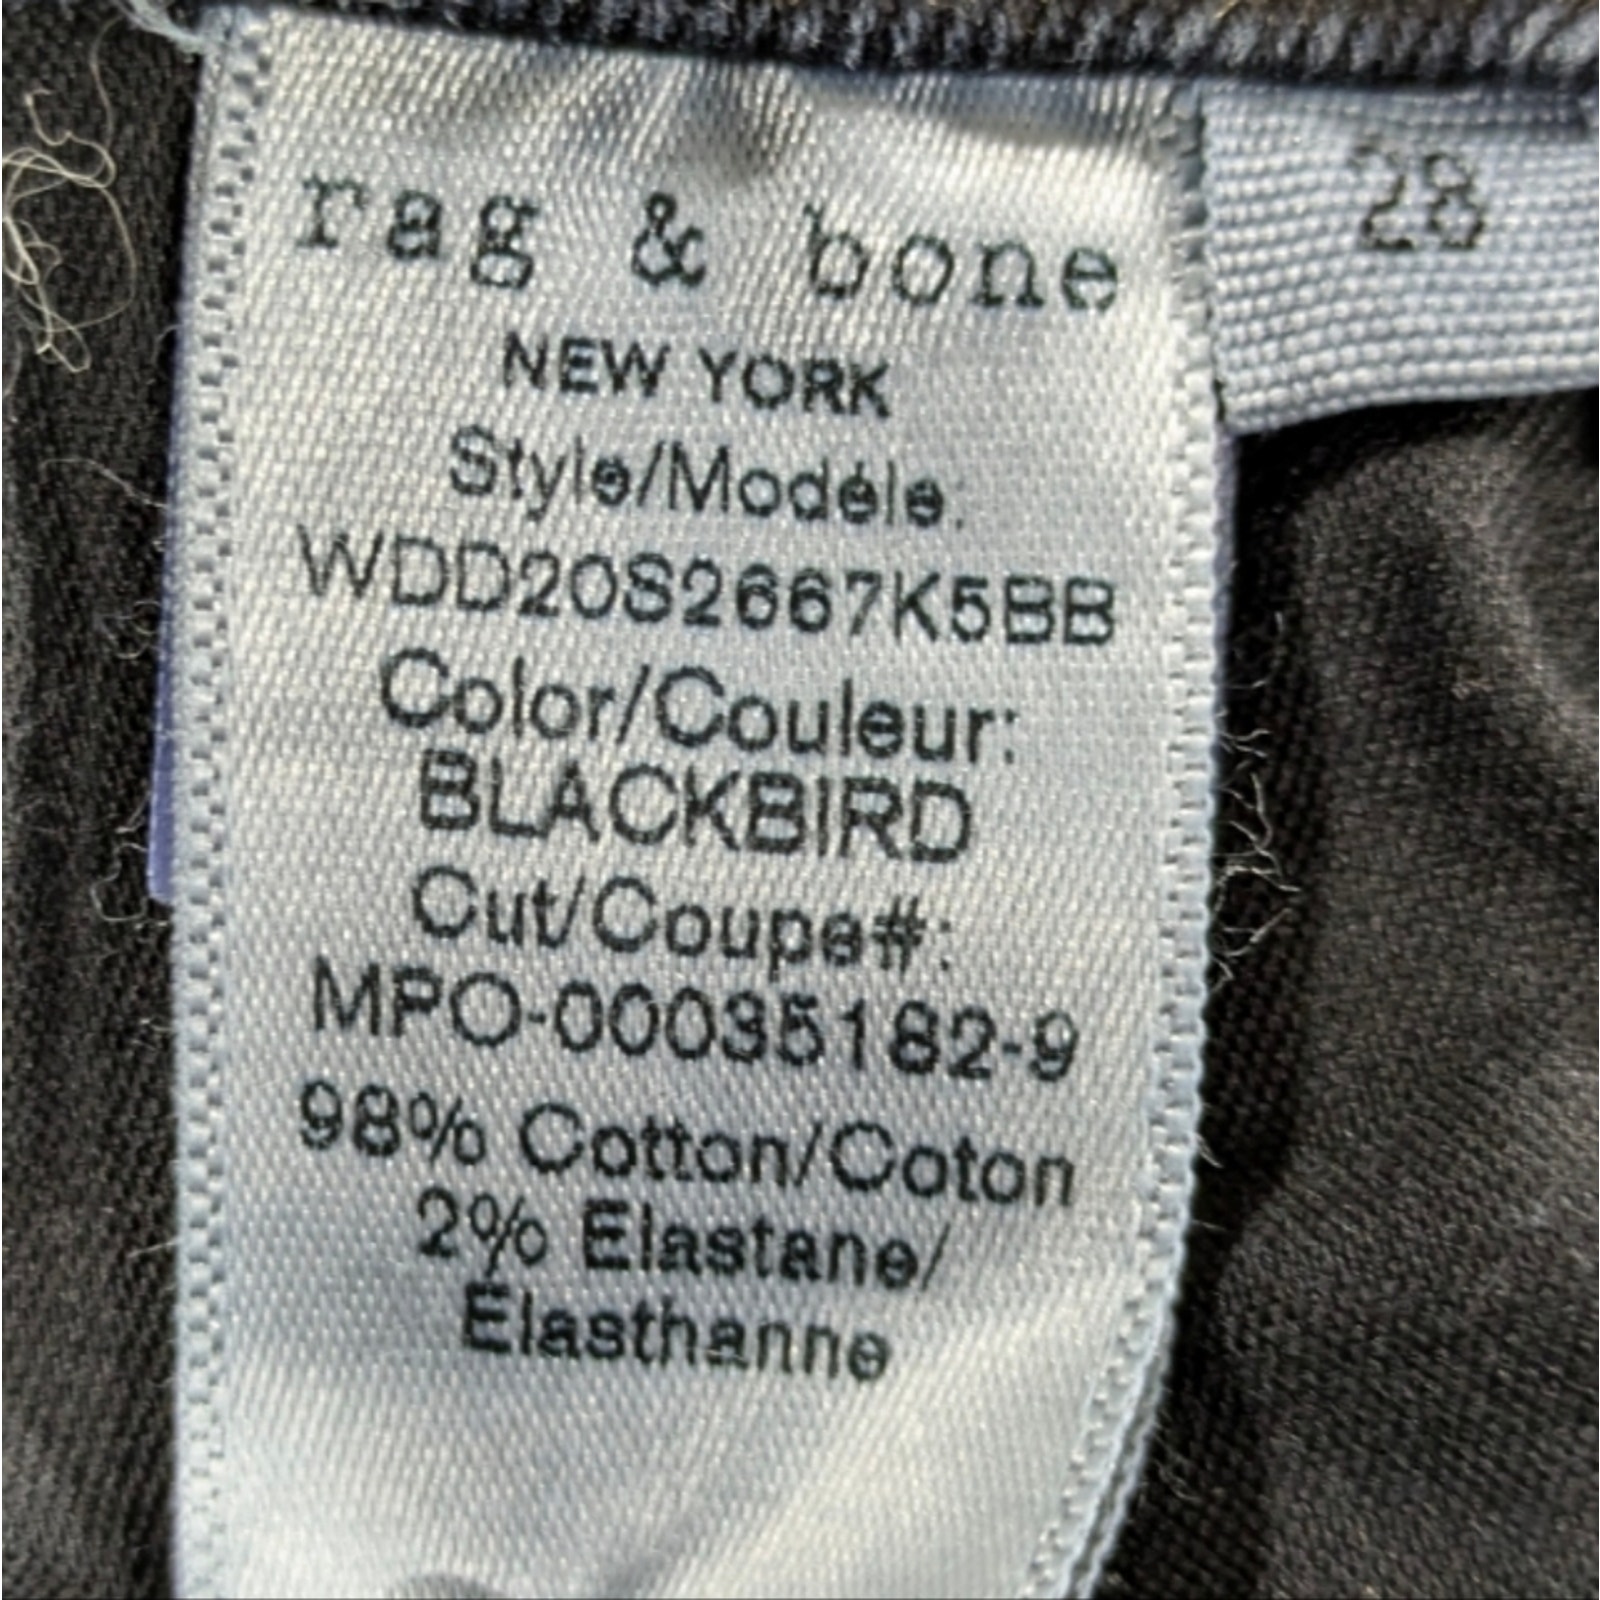 rag & bone
28
NEW YORK
Style/Modèle:
WDD20S2667K5BB
Color/Couleur:
BLACKBIRD
Cut/Coupe#:
MPO-00035182-9
98% Cotton/Coton
2% Elastane/
Elasthanne